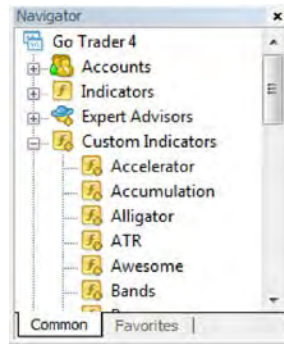 Navigator
Go Trader 4
Accounts
Indicators
Expert Advisors
Custom Indicators
Accelerator
Accumulation
Alligator
ATR
Awesome
Bands
Common Favorites